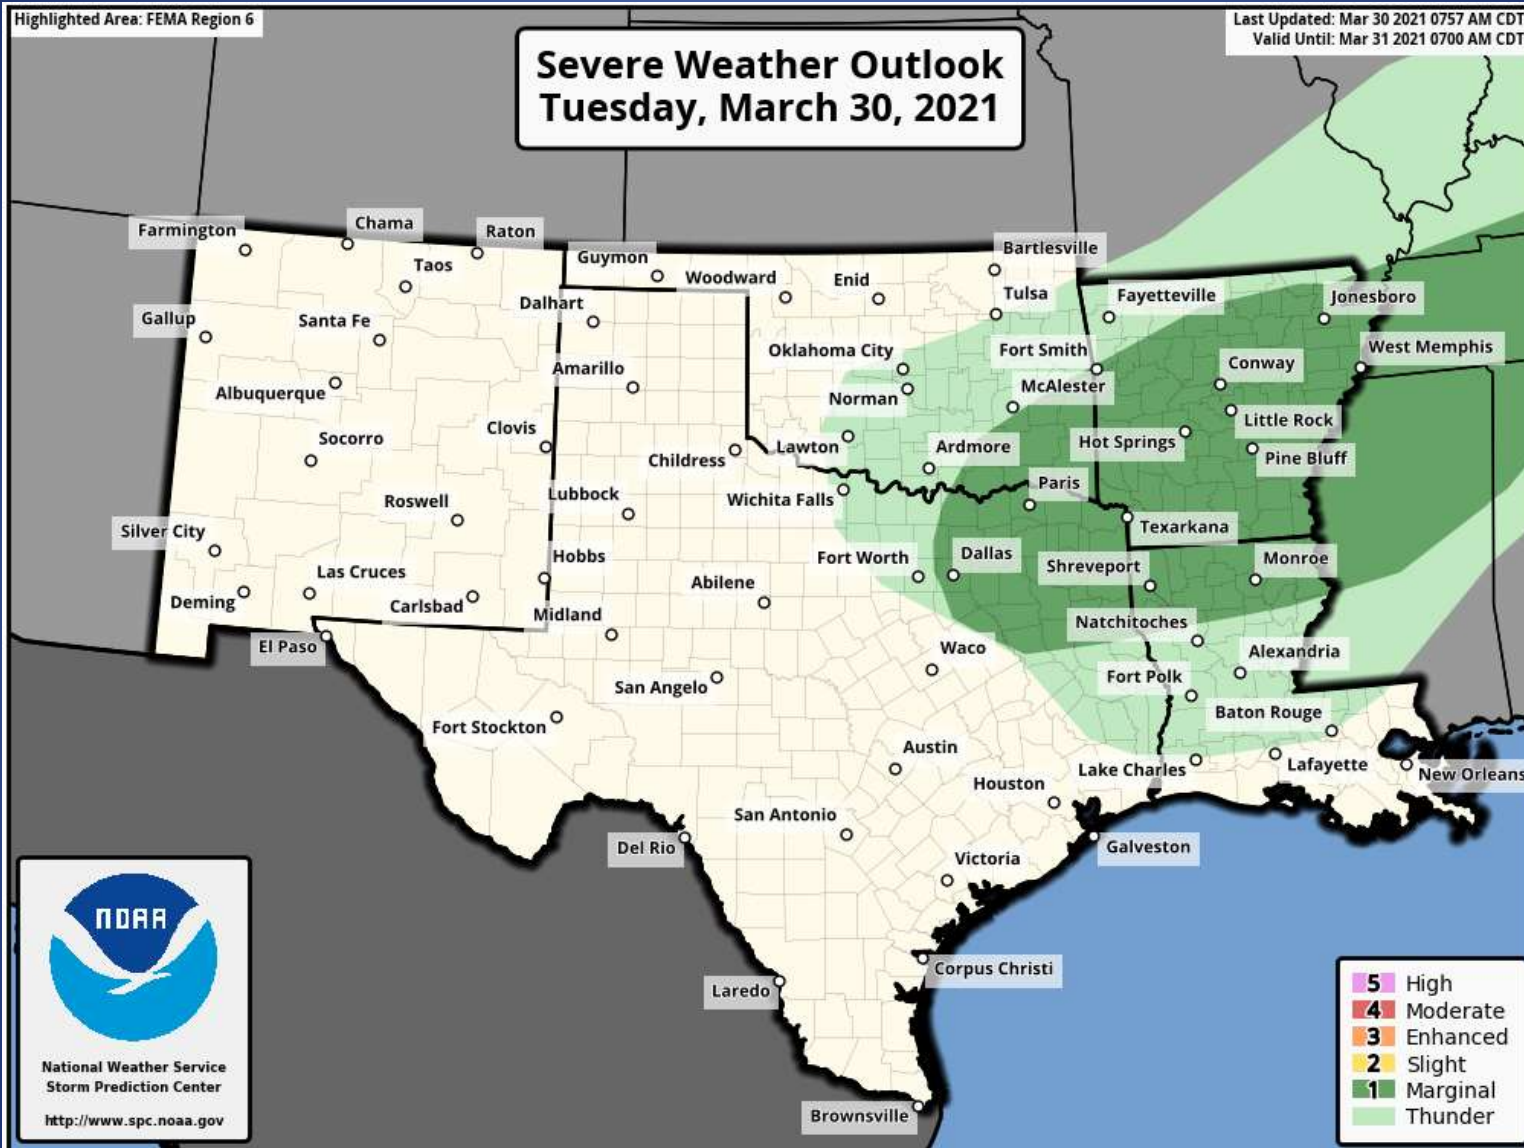 Highlighted Area: FEMA Region 6
Last Updated: Mar 30 2021 0757 AM CDT
Valid Until: Mar 31 2021 0700 AM CDT
Severe Weather Outlook
Tuesday, March 30, 2021
Farmington
Chama
Raton
Taos
Guymon
Woodward
Enid
Bartlesville
Tulsa
Fayetteville
Jonesboro
Dalhart
Gallup
Santa Fe
Oklahoma City
Fort Smith
West Memphis
Conway
Amarillo
Albuquerque
Norman
McAlester
Little Rock
Clovis
Socorro
Childress
Lawton
Ardmore
Hot Springs
Pine Bluff
Roswell
Lubbock
Wichita Falls
Paris
Texarkana
Silver City
Las Cruces
Hobbs
Fort Worth
Dallas
Shreveport
Monroe
Abilene
Deming
Carlsbad
Midland
Natchitoches
El Paso
Waco
Alexandria
San Angelo
Fort Polk
Fort Stockton
Baton Rouge
Austin
Houston
Lake Charles
Lafayette
New Orleans
San Antonio
Del Rio
Galveston
Victoria
Corpus Christi
Laredo
Brownsville
NOAA
National Weather Service
Storm Prediction Center
http://www.spc.noaa.gov
5 High
4 Moderate
3 Enhanced
2 Slight
1 Marginal
Thunder